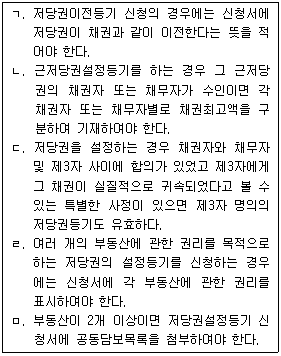 ㄱ. 저당권이전등기 신청의 경우에는 신청서에
저당권이 채권과 같이 이전한다는 뜻을 적
어야 한다.
ㄴ. 근저당권설정등기를 하는 경우 그 근저당
권의 채권자 또는 채무자가 수인이면 각
채권자 또는 채무자별로 채권최고액을 구
분하여 기재하여야 한다.
ㄷ. 저당권을 설정하는 경우 채권자와 채무자
및 제3자 사이에 합의가 있었고 제3자에게
그 채권이 실질적으로 귀속되었다고 볼 수
있는 특별한 사정이 있으면 제3자 명의의
저당권등기도 유효하다.
ㄹ. 여러 개의 부동산에 관한 권리를 목적으로
하는 저당권의 설정등기를 신청하는 경우
에는 신청서에 각 부동산에 관한 권리를
표시하여야 한다.
ㅁ. 부동산이 2개 이상이면 저당권설정등기 신
청서에 공동담보목록을 첨부하여야 한다.